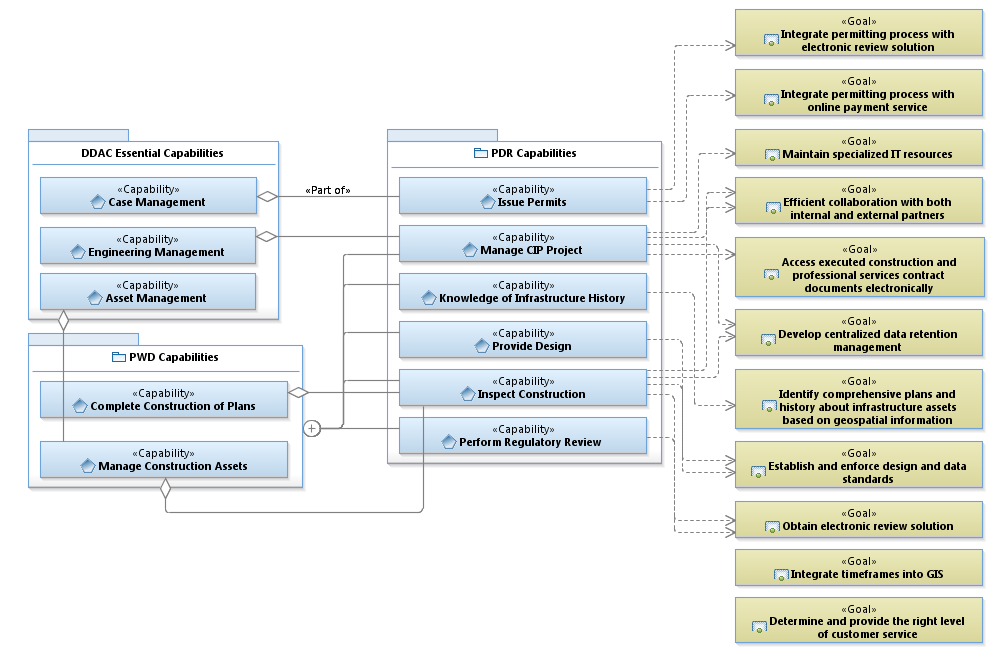 DDAC Essential Capabilities
«Capability»
Case Management
«Capability»
Engineering Management
«Capability»
Asset Management
PWD Capabilities
«Capability»
Complete Construction of Plans
«Capability»
Manage Construction Assets
«Part of»
PDR Capabilities
«Capability»
Issue Permits
«Capability»
Manage CIP Project
«Capability»
Knowledge of Infrastructure History
«Capability»
Provide Design
«Capability»
Inspect Construction
«Capability»
Perform Regulatory Review
«Goal»
Integrate permitting process with
electronic review solution
«Goal»
Integrate permitting process with
online payment service
«Goal»
Maintain specialized IT resources
«Goal»
Efficient collaboration with both
internal and external partners
«Goal»
Access executed construction and
professional services contract
documents electronically
«Goal»
Develop centralized data retention
management
«Goal»
Identify comprehensive plans and
history about infrastructure assets
based on geospatial information
«Goal»
Establish and enforce design and data
standards
«Goal»
Obtain electronic review solution
«Goal»
Integrate timeframes into GIS
«Goal»
Determine and provide the right level
of customer service